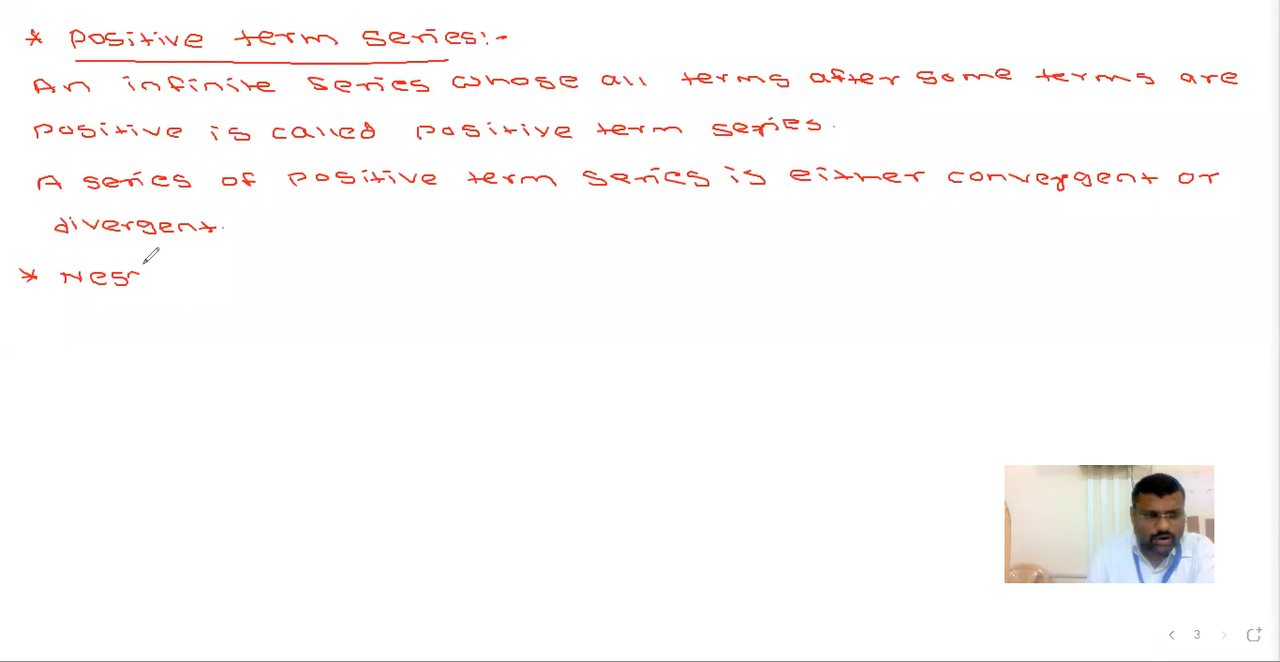 * Positive term series:-
An infinite series whose all terms after some terms are
positive is called positive term series.
A series of positive term series is either convergent or
divergent.
* Nes
3